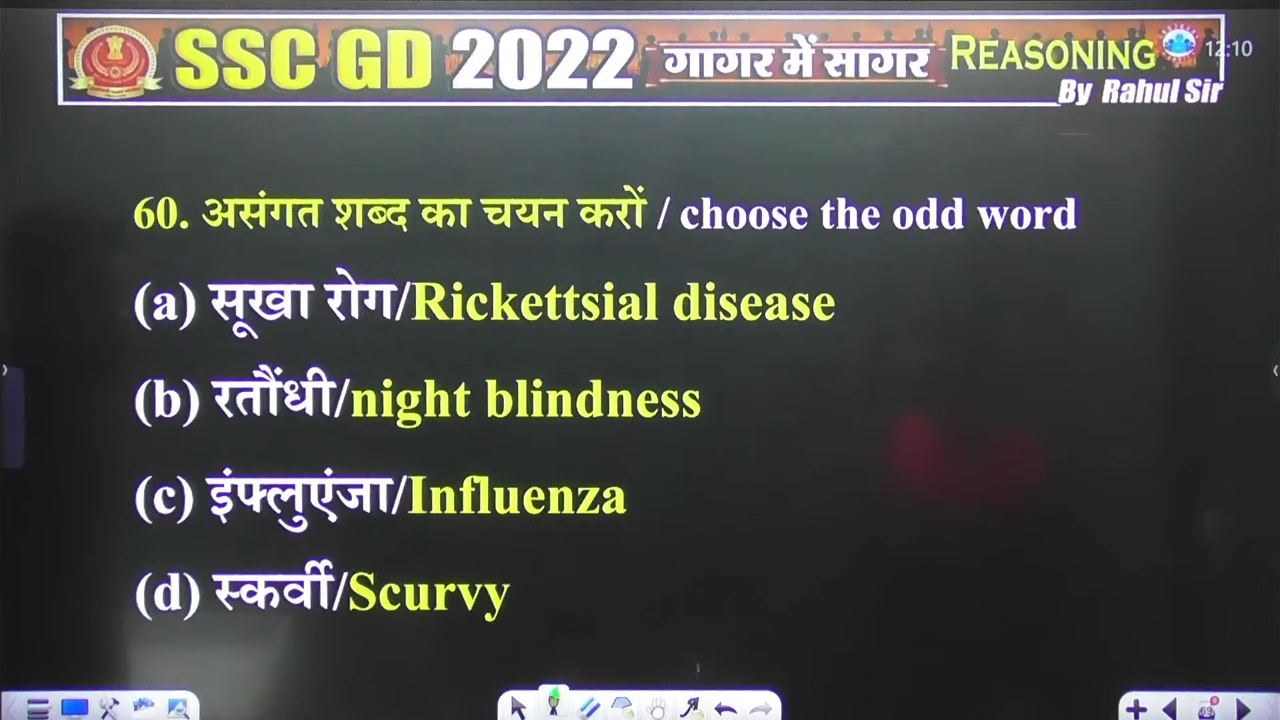 SSC GD 2022 गागर में सागर REASONING 12:10
By Rahul Sir
60. असंगत शब्द का चयन करों / choose the odd word
(a) सूखा रोग/Rickettsial disease
(b) रतौंधी/night blindness
(c) इंफ्लुएंजा/Influenza
(d) स्कर्वी/Scurvy